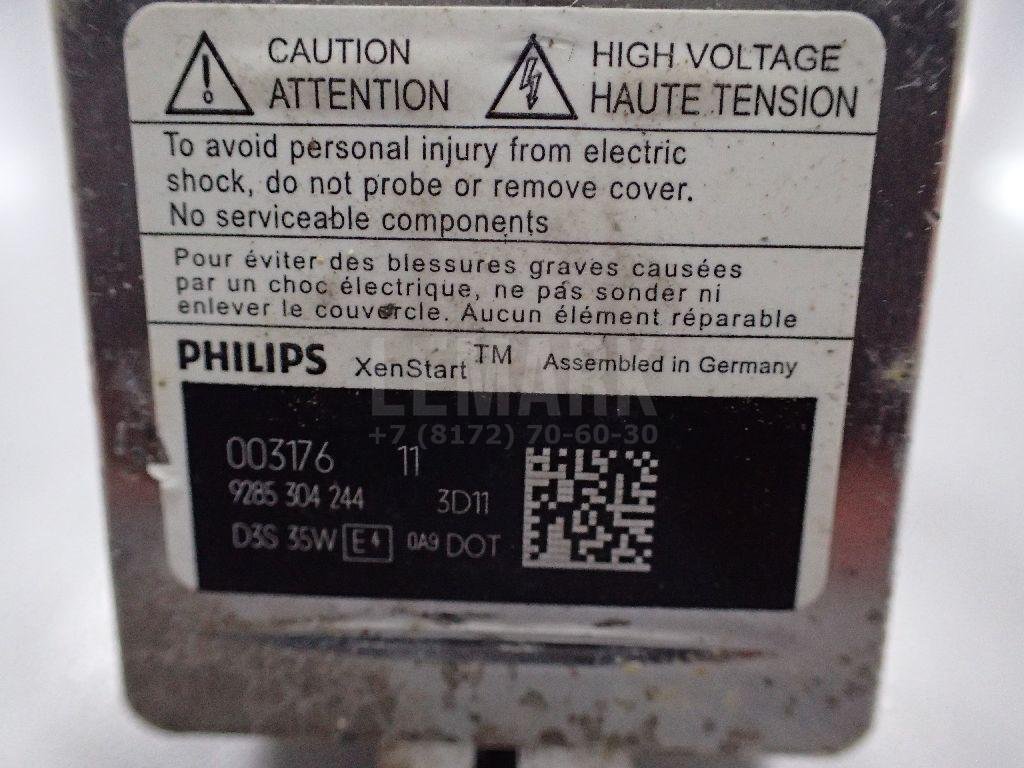 CAUTION
ATTENTION
HIGH VOLTAGE
HAUTE TENSION
To avoid personal injury from electric
shock, do not probe or remove cover.
No serviceable components
Pour éviter des blessures graves causées
par un choc électrique, ne pas sonder ni
enlever le couvercle. Aucun élément réparable
PHILIPS XenStart™ Assembled in Germany
LEMARK
+7 (8172) 70-60-30
003176 11
9285 304 244 3D11
D3S 35W E4 0A9 DOT